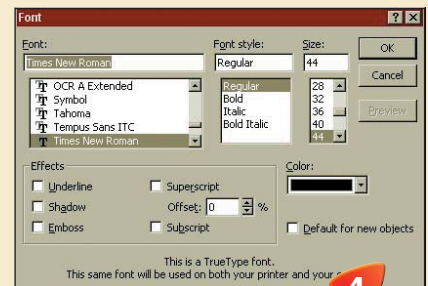 Font
Font: Font style: Size:
Times New Roman Regular 44 OK
OCR A Extended Regular 28 Cancel
Symbol Bold 32
Tahoma Italic 36 Preview
Tempus Sans ITC Bold Italic 40
Times New Roman 44
Effects Color:
Underline Superscript
Shadow Offset: 0 %
Emboss Subscript Default for new objects
This is a TrueType font.
This same font will be used on both your printer and your
4